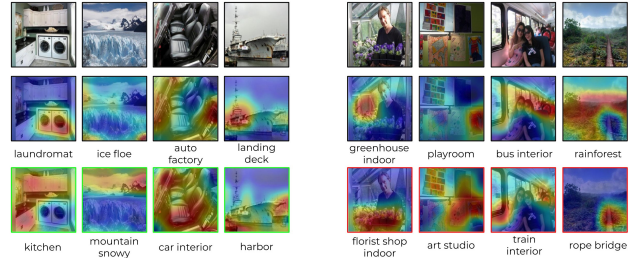 laundromat
ice floe
auto
factory
landing
deck
greenhouse
indoor
playroom
bus interior
rainforest
kitchen
mountain
snowy
car interior
harbor
florist shop
indoor
art studio
train
interior
rope bridge